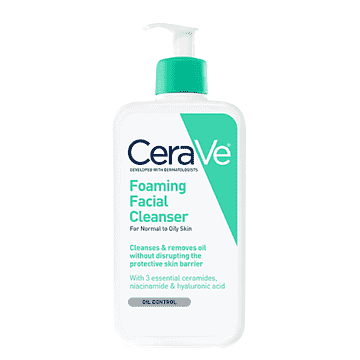 CeraVe
DEVELOPED WITH DERMATOLOGISTS
Foaming
Facial
Cleanser
For Normal to Oily Skin
Cleanses & removes oil
without disrupting the
protective skin barrier
With 3 essential ceramides,
niacinamide & hyaluronic acid
OIL CONTROL